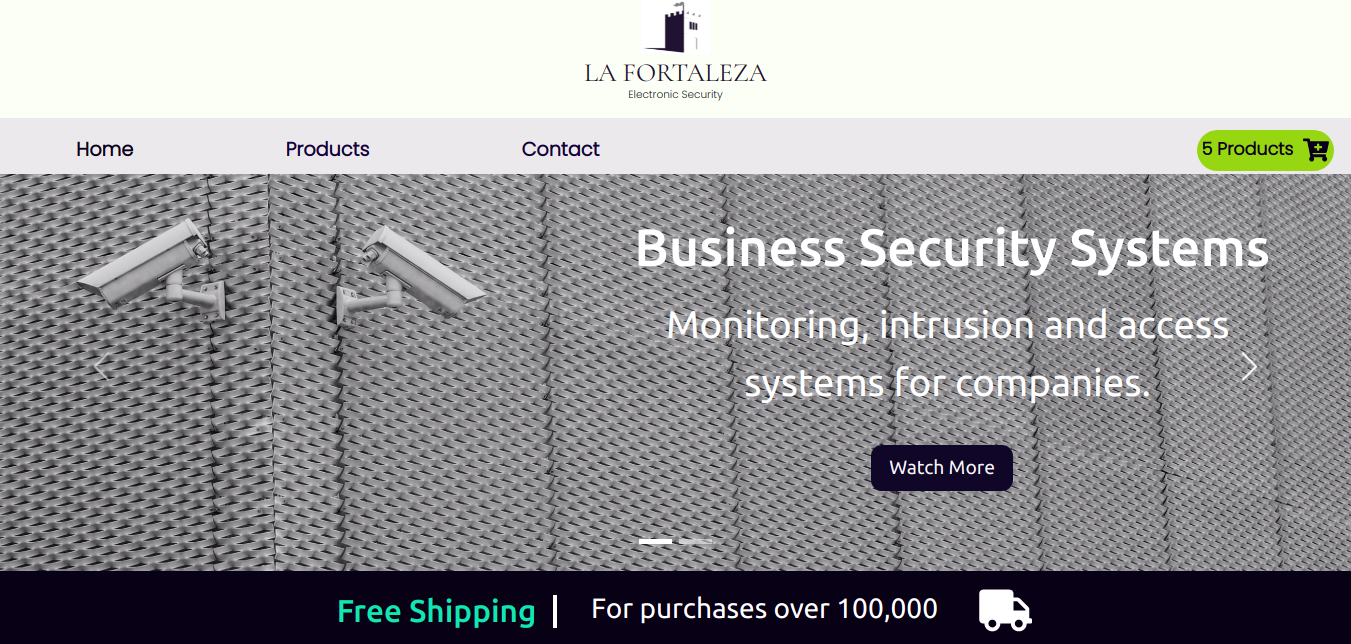 LA FORTALEZA
Electronic Security
Home Products Contact 5 Products
Business Security Systems
Monitoring, intrusion and access
systems for companies.
Watch More
Free Shipping For purchases over 100,000